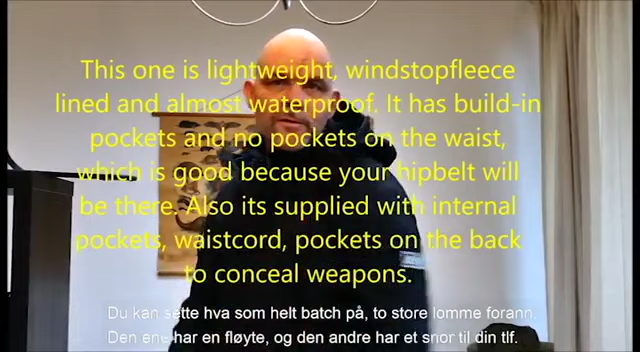 This one is lightweight, windstopfleece
lined and almost waterproof. It has build-in
pockets and no pockets on the waist,
which is good because your hipbelt will
be there. Also its supplied with internal
pockets, waistcord, pockets on the back
to conceal weapons.
Du kan sette hva som helt batch på, to store lomme forann.
Den ene har en fløyte, og den andre har et snor til din tlf.